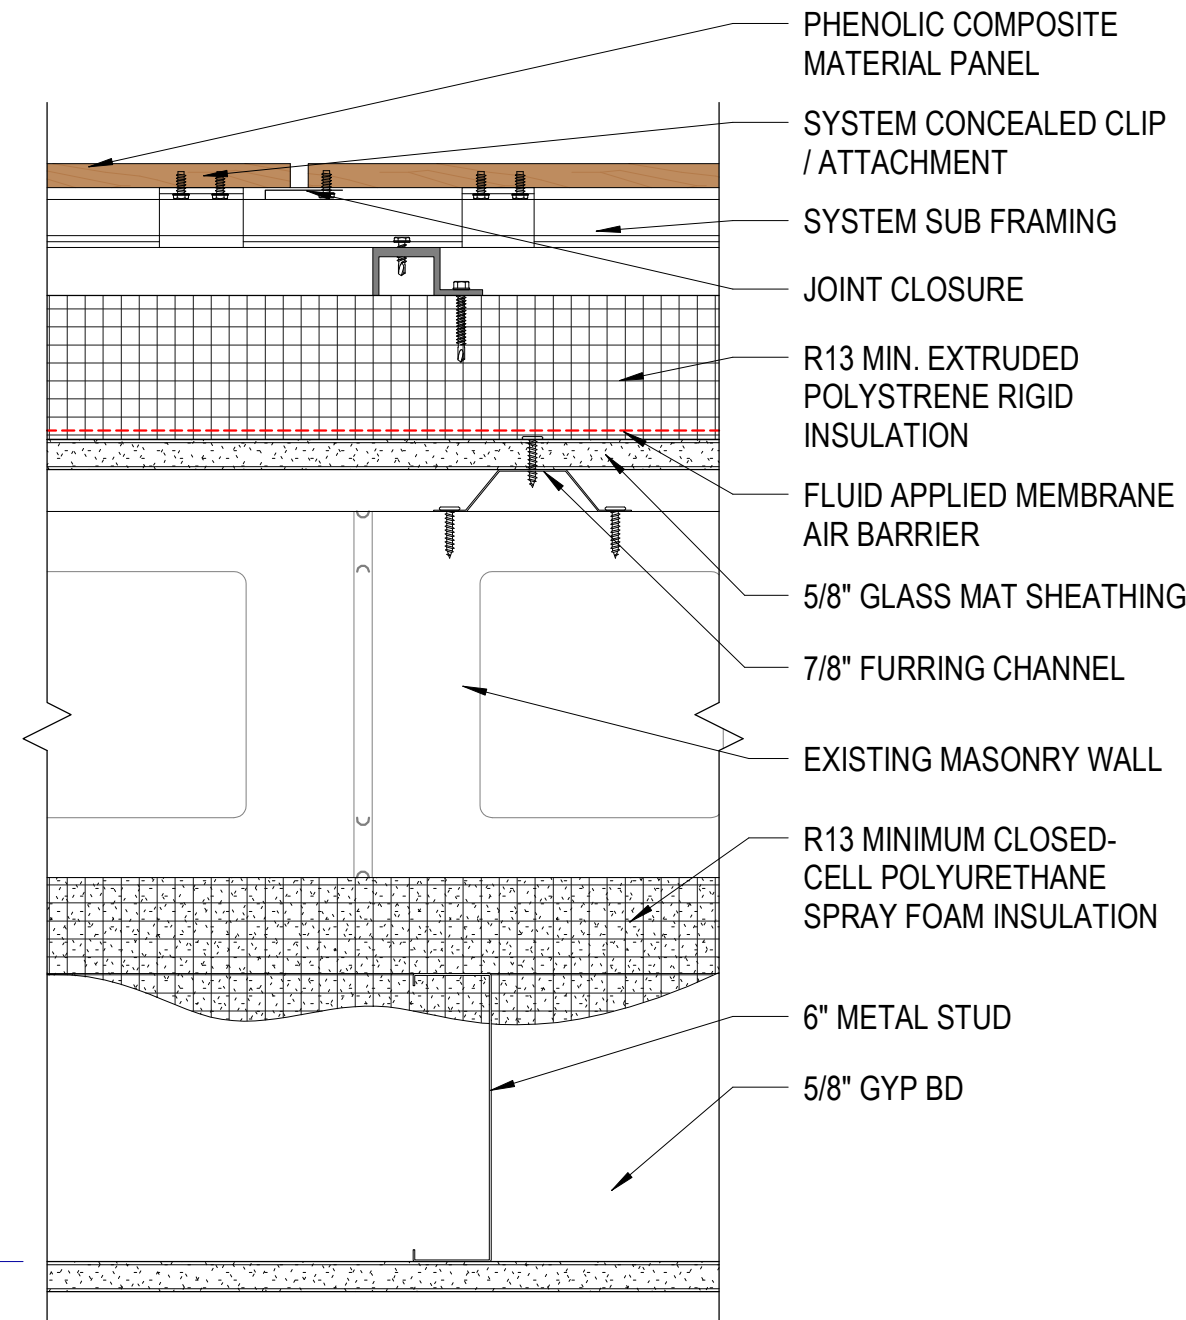 PHENOLIC COMPOSITE
MATERIAL PANEL
SYSTEM CONCEALED CLIP
/ ATTACHMENT
SYSTEM SUB FRAMING
JOINT CLOSURE
R13 MIN. EXTRUDED
POLYSTRENE RIGID
INSULATION
FLUID APPLIED MEMBRANE
AIR BARRIER
5/8" GLASS MAT SHEATHING
7/8" FURRING CHANNEL
EXISTING MASONRY WALL
R13 MINIMUM CLOSED-
CELL POLYURETHANE
SPRAY FOAM INSULATION
6" METAL STUD
5/8" GYP BD